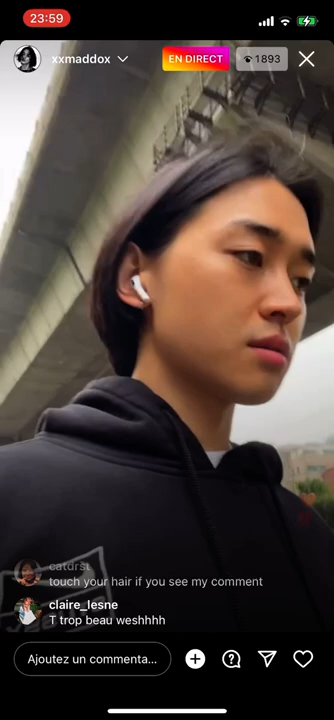 23:59
xxmaddox
EN DIRECT
1893
caturst
touch your hair if you see my comment
claire_lesne
T trop beau weshhhh
Ajoutez un commenta...